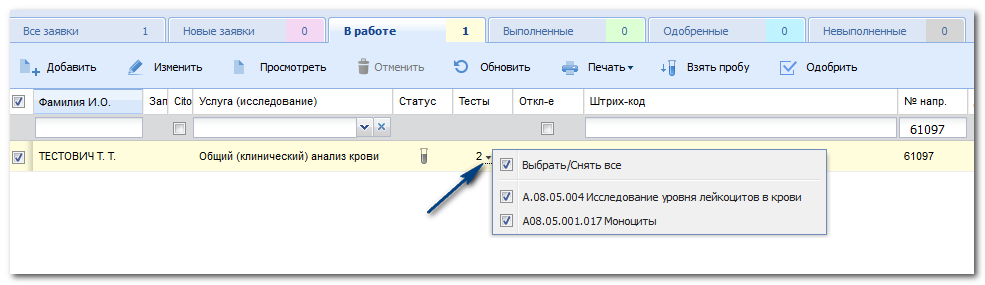 Все заявки 1 Новые заявки 0 В работе 1 Выполненные 0 Одобренные 0 Невыполненные 0
Добавить Изменить Просмотреть Отменить Обновить Печать Взять пробу Одобрить
Фамилия И.О. Зап Cito Услуга (исследование) Статус Тесты Откл-е Штрих-код № напр.
61097
ТЕСТОВИЧ Т. Т. Общий (клинический) анализ крови 2 61097
Выбрать/Снять все
A.08.05.004 Исследование уровня лейкоцитов в крови
A08.05.001.017 Моноциты